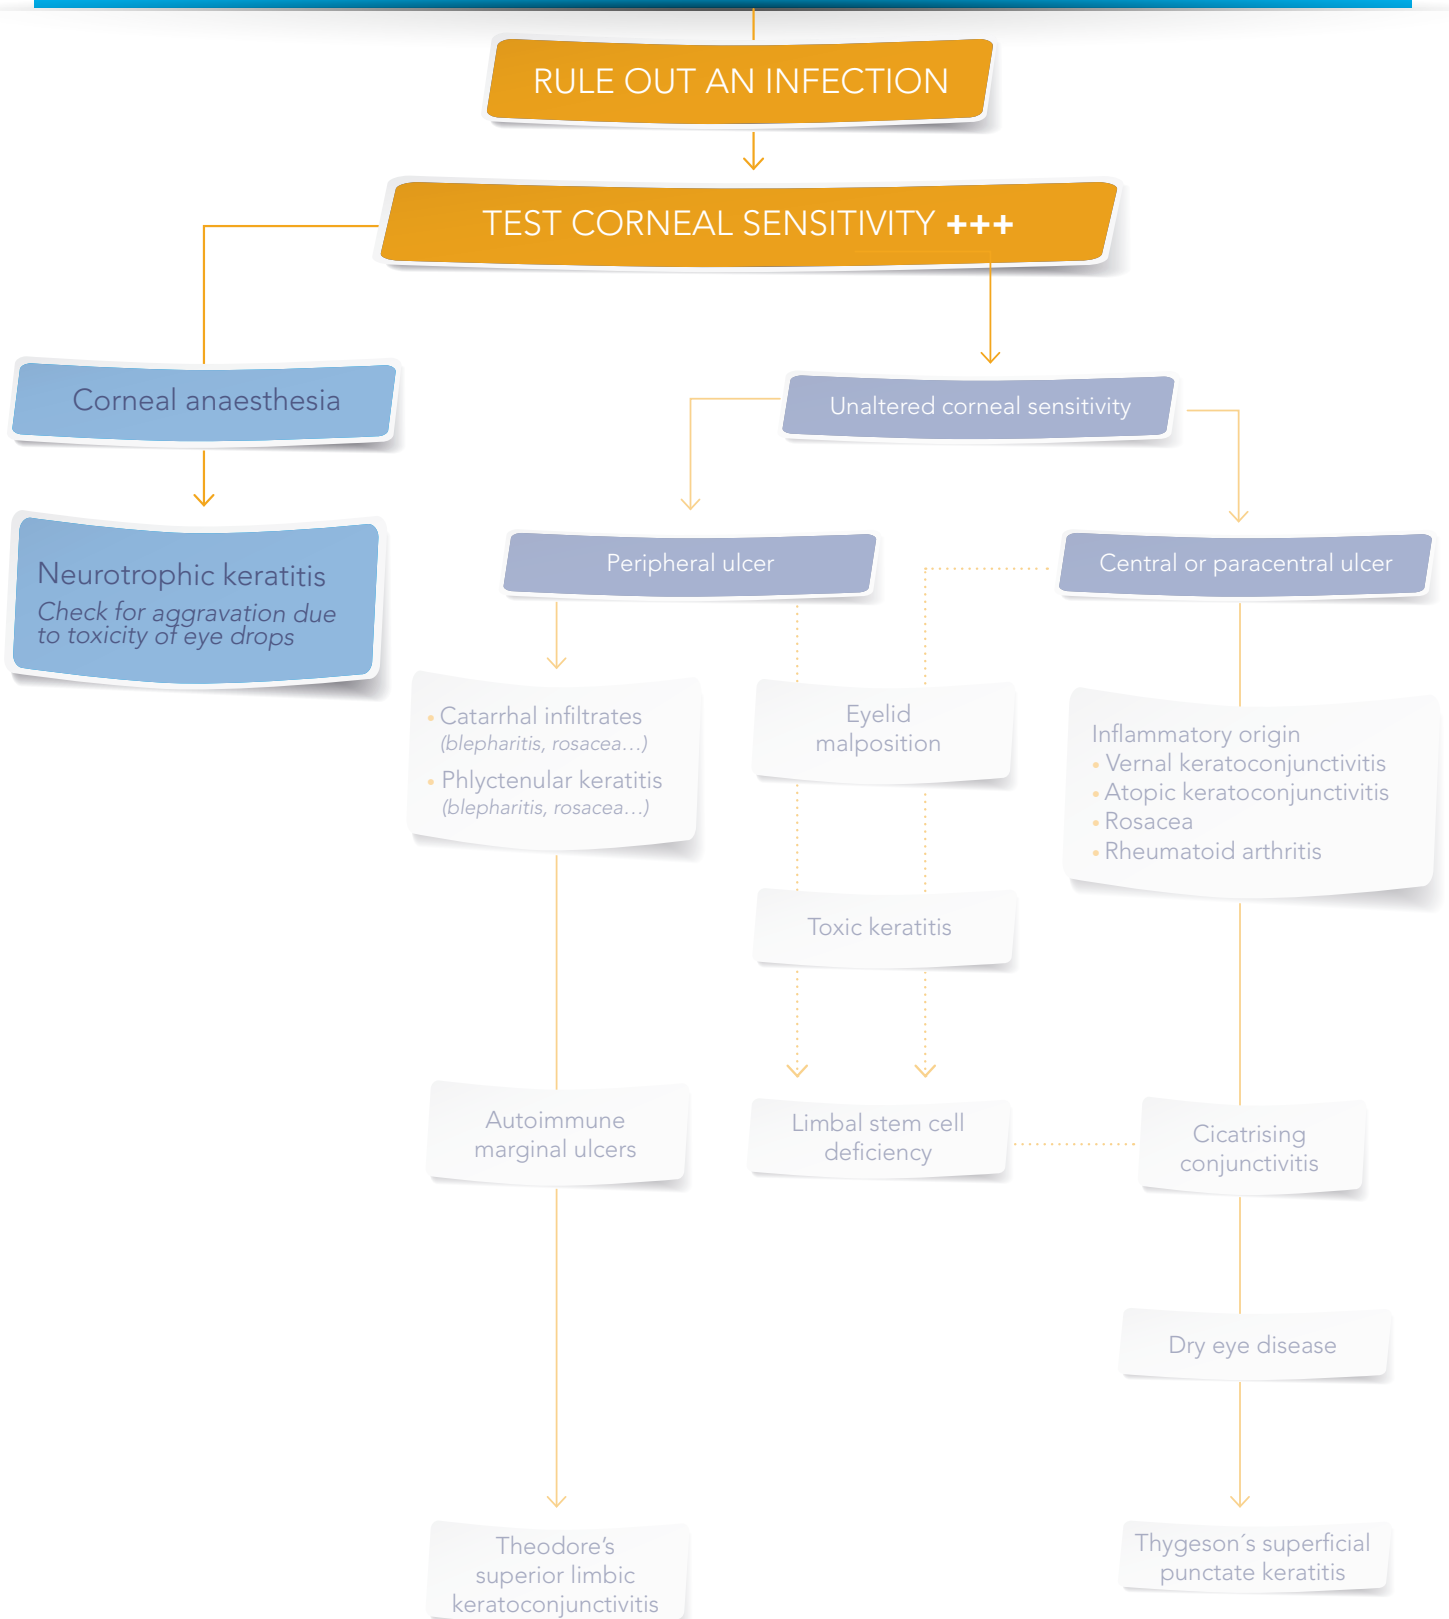 RULE OUT AN INFECTION
TEST CORNEAL SENSITIVITY +++
Corneal anaesthesia
Unaltered corneal sensitivity
Neurotrophic keratitis
Check for aggravation due
to toxicity of eye drops
Peripheral ulcer
Central or paracentral ulcer
• Catarrhal infiltrates
(blepharitis, rosacea...)
• Phlyctenular keratitis
(blepharitis, rosacea...)
Eyelid
malposition
Inflammatory origin
• Vernal keratoconjunctivitis
• Atopic keratoconjunctivitis
• Rosacea
• Rheumatoid arthritis
Toxic keratitis
Autoimmune
marginal ulcers
Limbal stem cell
deficiency
Cicatrising
conjunctivitis
Dry eye disease
Theodore’s
superior limbic
keratoconjunctivitis
Thygeson´s superficial
punctate keratitis